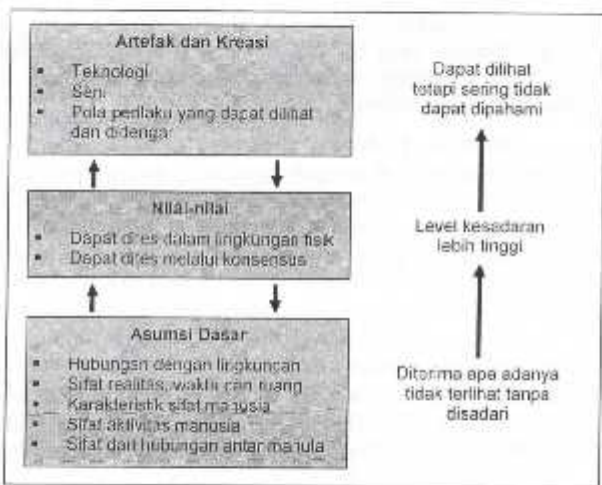 Artefak dan Kreasi
Teknologi
Seni
Pola perilaku yang dapat dilihat
dan didengar
Nilai-nilai
Dapat dites dalam lingkungan fisik
Dapat dites melalui konsensus
Asumsi Dasar
Hubungan dengan lingkungan
Sifat realitas, waktu dan ruang
Karakteristik sifat manusia
Sifat aktivitas manusia
Sifat dari hubungan antar manula
Dapat dilihat
tetapi sering tidak
dapat dipahami
Level kesadaran
lebih tinggi
Diterima apa adanya
tidak terlihat tanpa
disadari